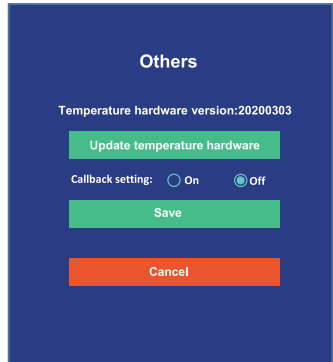 Others
Temperature hardware version:20200303
Update temperature hardware
Callback setting: On Off
Save
Cancel